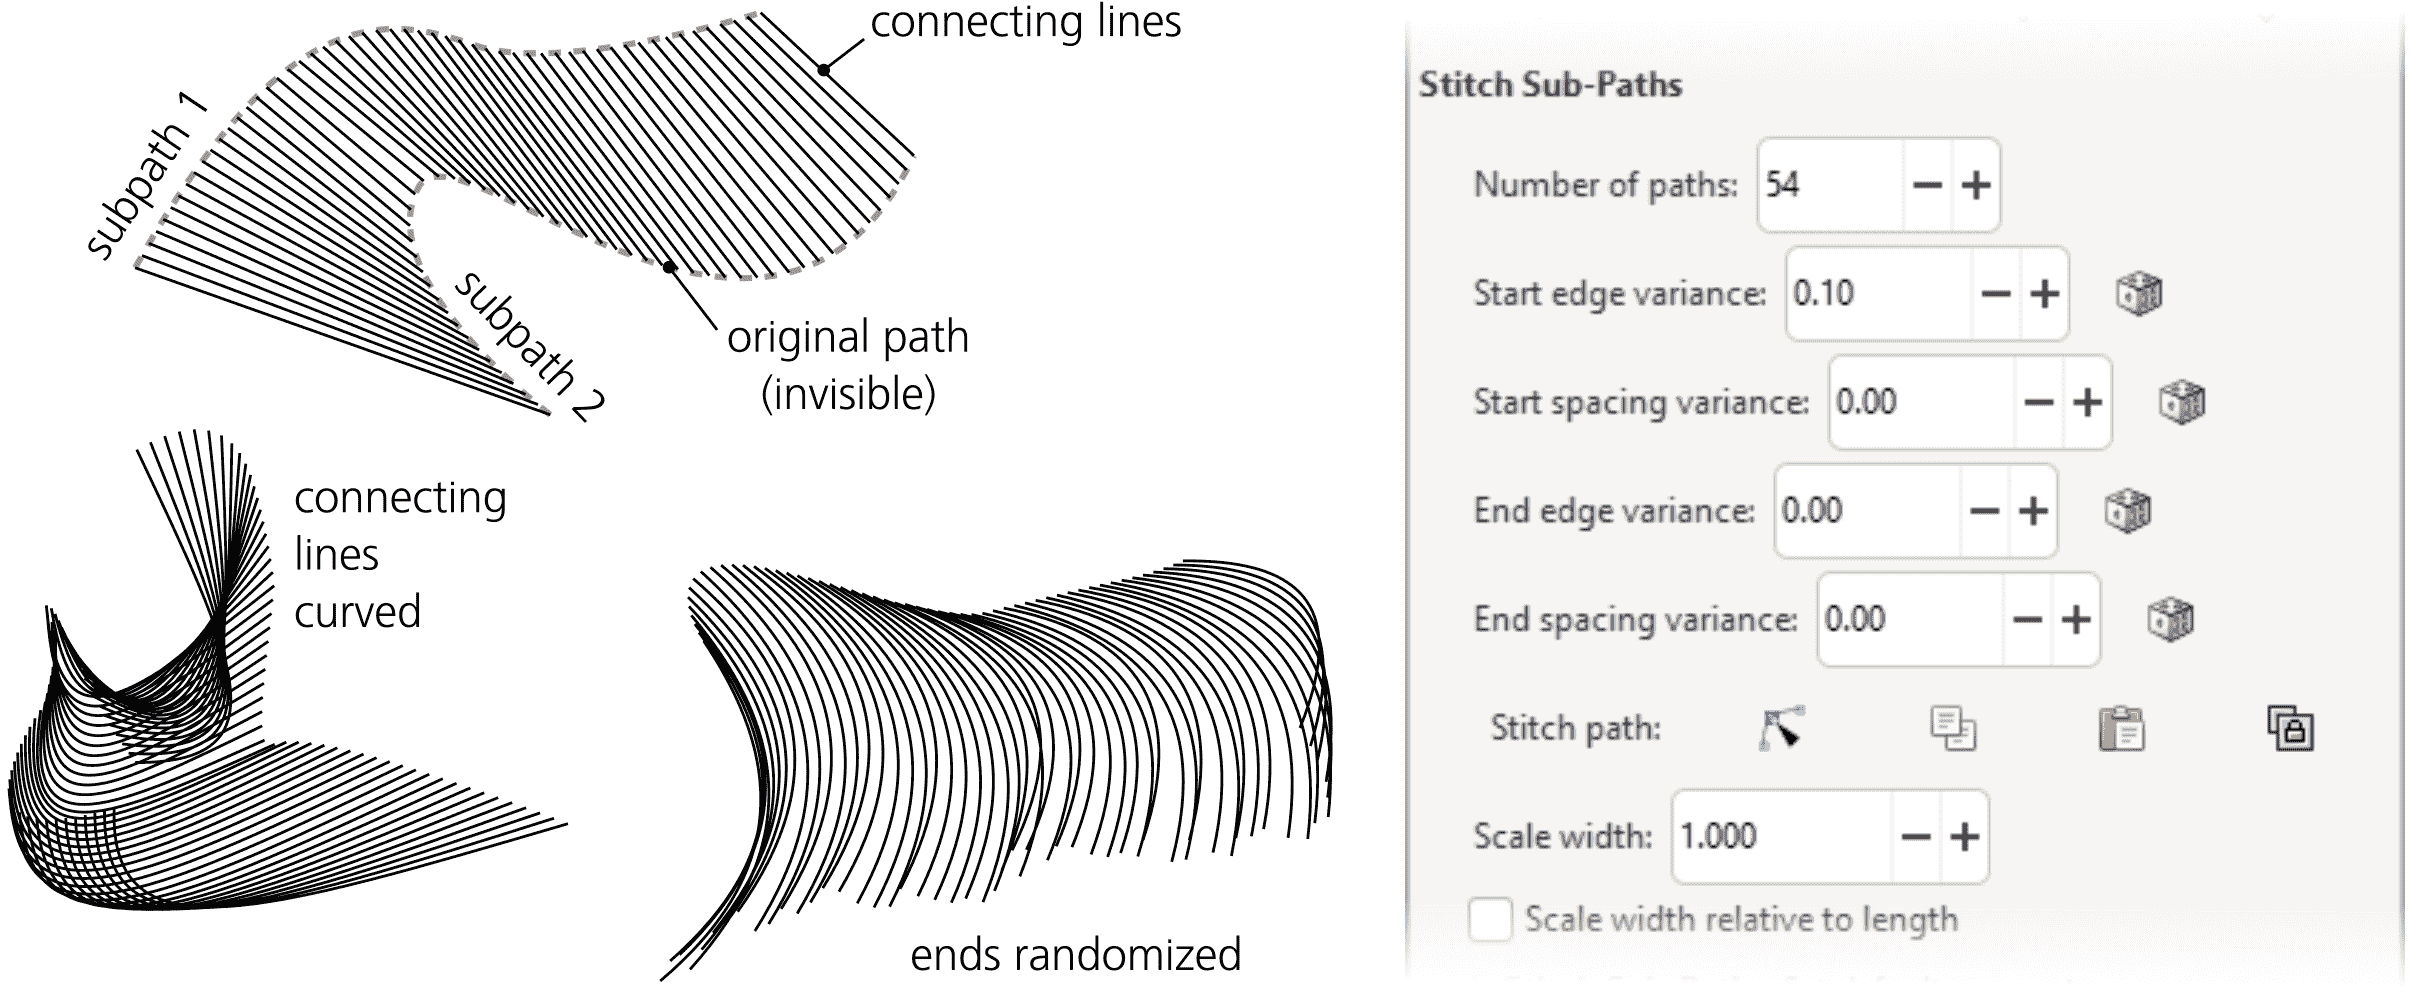 connecting lines
subpath 1
subpath 2
original path
(invisible)
connecting
lines
curved
ends randomized
Stitch Sub-Paths
Number of paths: 54
Start edge variance: 0.10
Start spacing variance: 0.00
End edge variance: 0.00
End spacing variance: 0.00
Stitch path:
Scale width: 1.000
Scale width relative to length